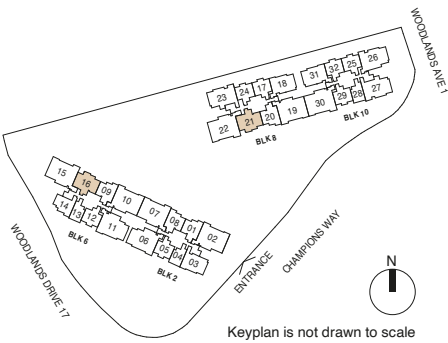 WOODLANDS AVE 1
23 24 17 18 31 32 25 26
22 21 20 19 30 29 28 27
BLK 8
BLK 10
15 16 09 10 07 08 01 02
14 13 12 11 06 05 04 03
BLK 6
BLK 2
WOODLANDS DRIVE 17
ENTRANCE
CHAMPIONS WAY
N
Keyplan is not drawn to scale